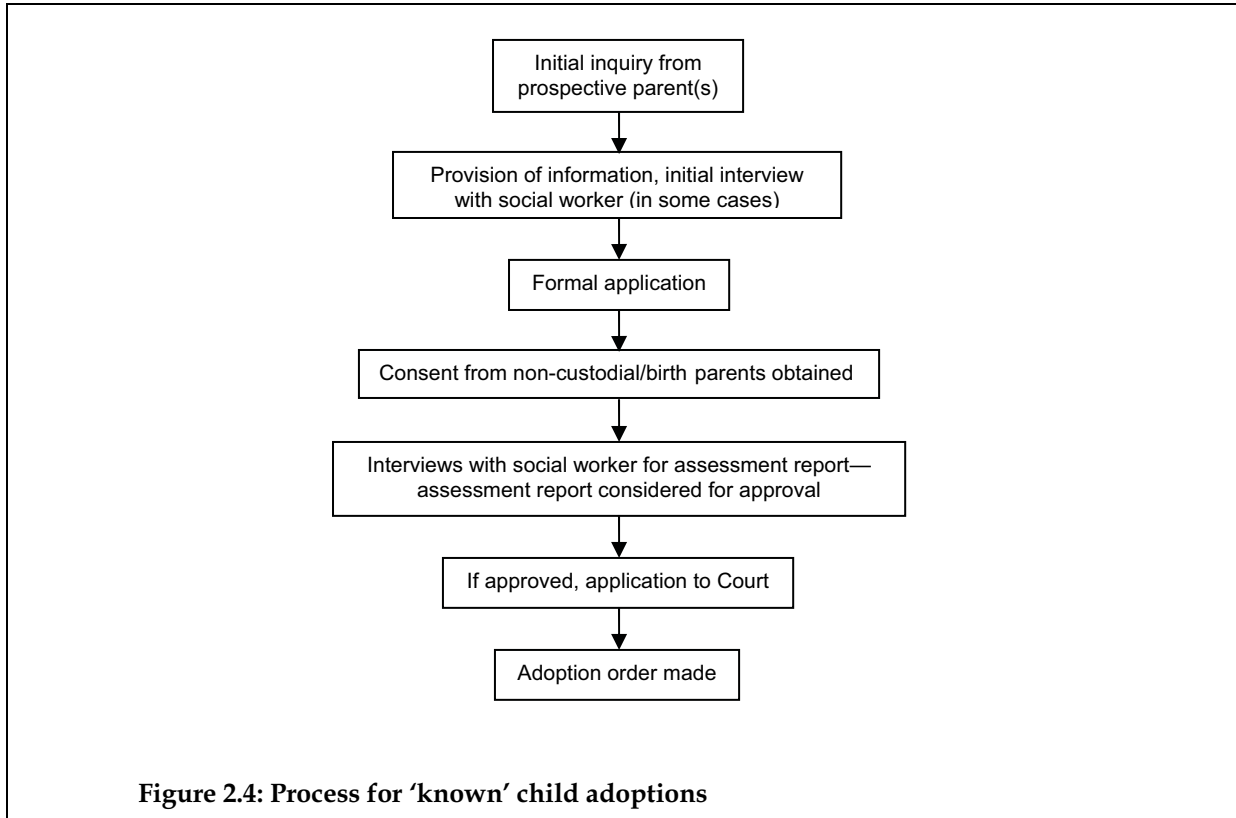 Initial inquiry from
prospective parent(s)
Provision of information, initial interview
with social worker (in some cases)
Formal application
Consent from non-custodial/birth parents obtained
Interviews with social worker for assessment report—
assessment report considered for approval
If approved, application to Court
Adoption order made
Figure 2.4: Process for ‘known’ child adoptions